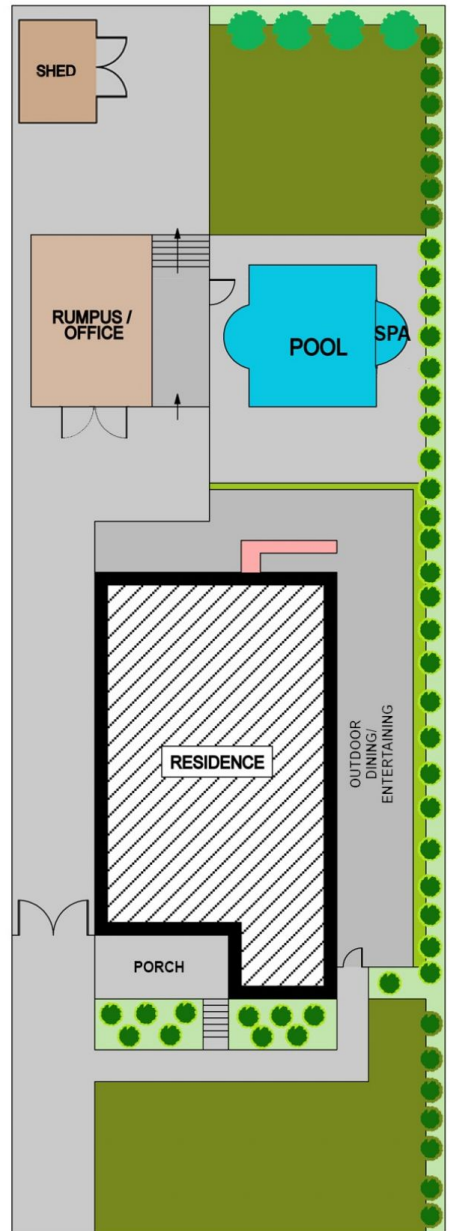 SHED
RUMPUS /
OFFICE
POOL
SPA
OUTDOOR
DINING/
ENTERTAINING
RESIDENCE
PORCH